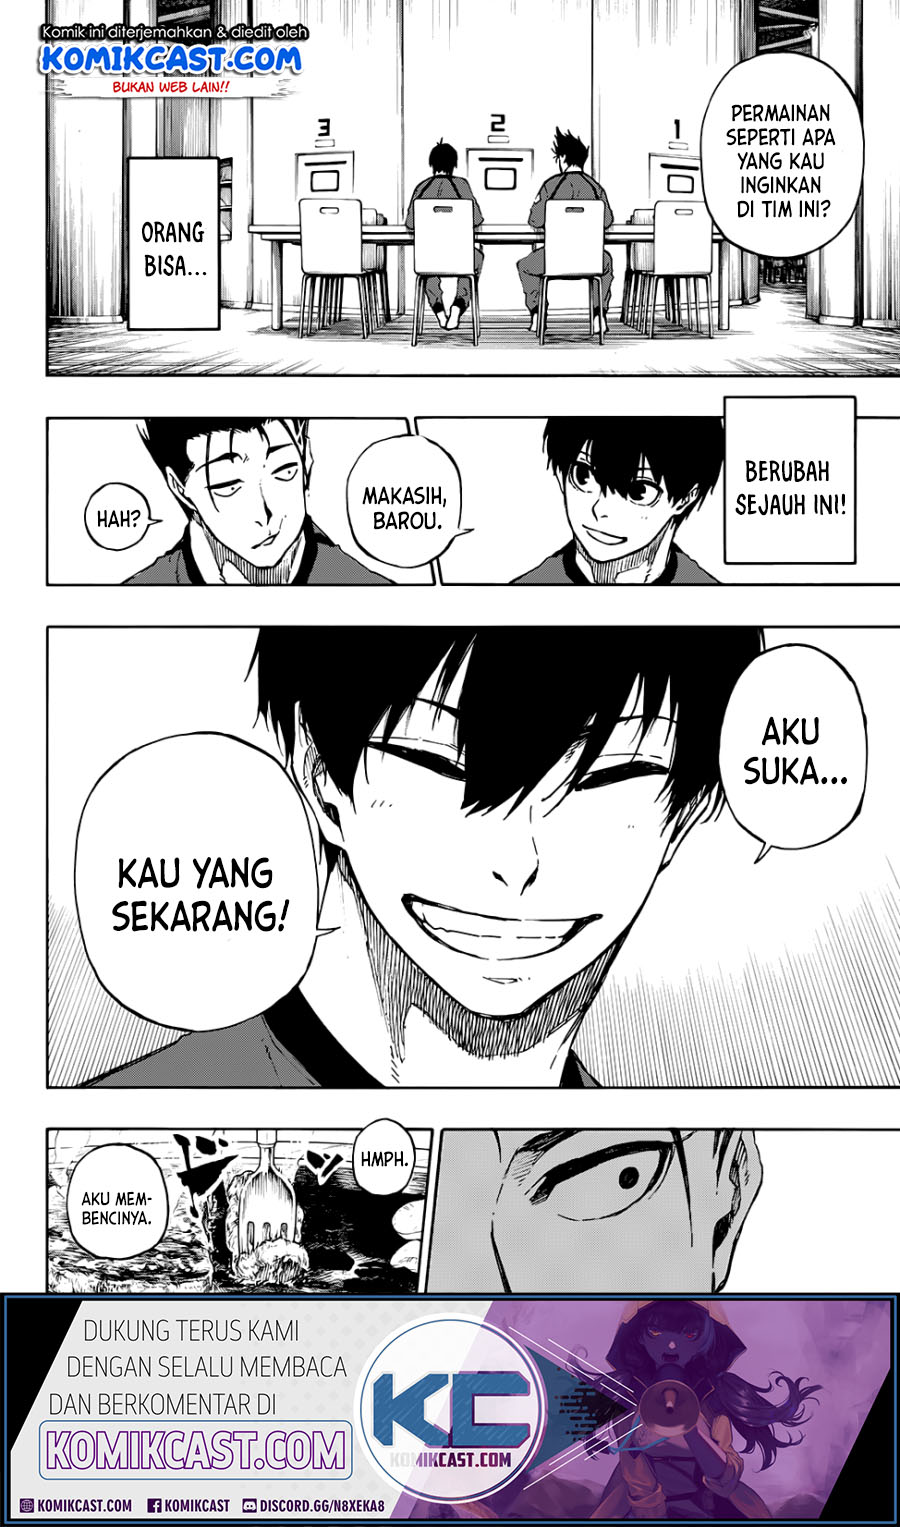 Komik ini diterjemahkan & diedit oleh
KOMIKCAST.COM
BUKAN WEB LAIN!!
PERMAINAN
SEPERTI APA
YANG KAU
INGINKAN
DI TIM INI?
3
2
1
ORANG
BISA...
BERUBAH
SEJAUH INI!
MAKASIH,
BAROU.
HAH?
AKU
SUKA...
KAU YANG
SEKARANG!
HMPH.
AKU MEM-
BENCINYA.
DUKUNG TERUS KAMI
DENGAN SELALU MEMBACA
DAN BERKOMENTAR DI
KOMIKCAST.COM
KC
KOMIKCAST.COM
KOMIKCAST.COM
KOMIKCAST
DISCORD.GG/N8XEKA8